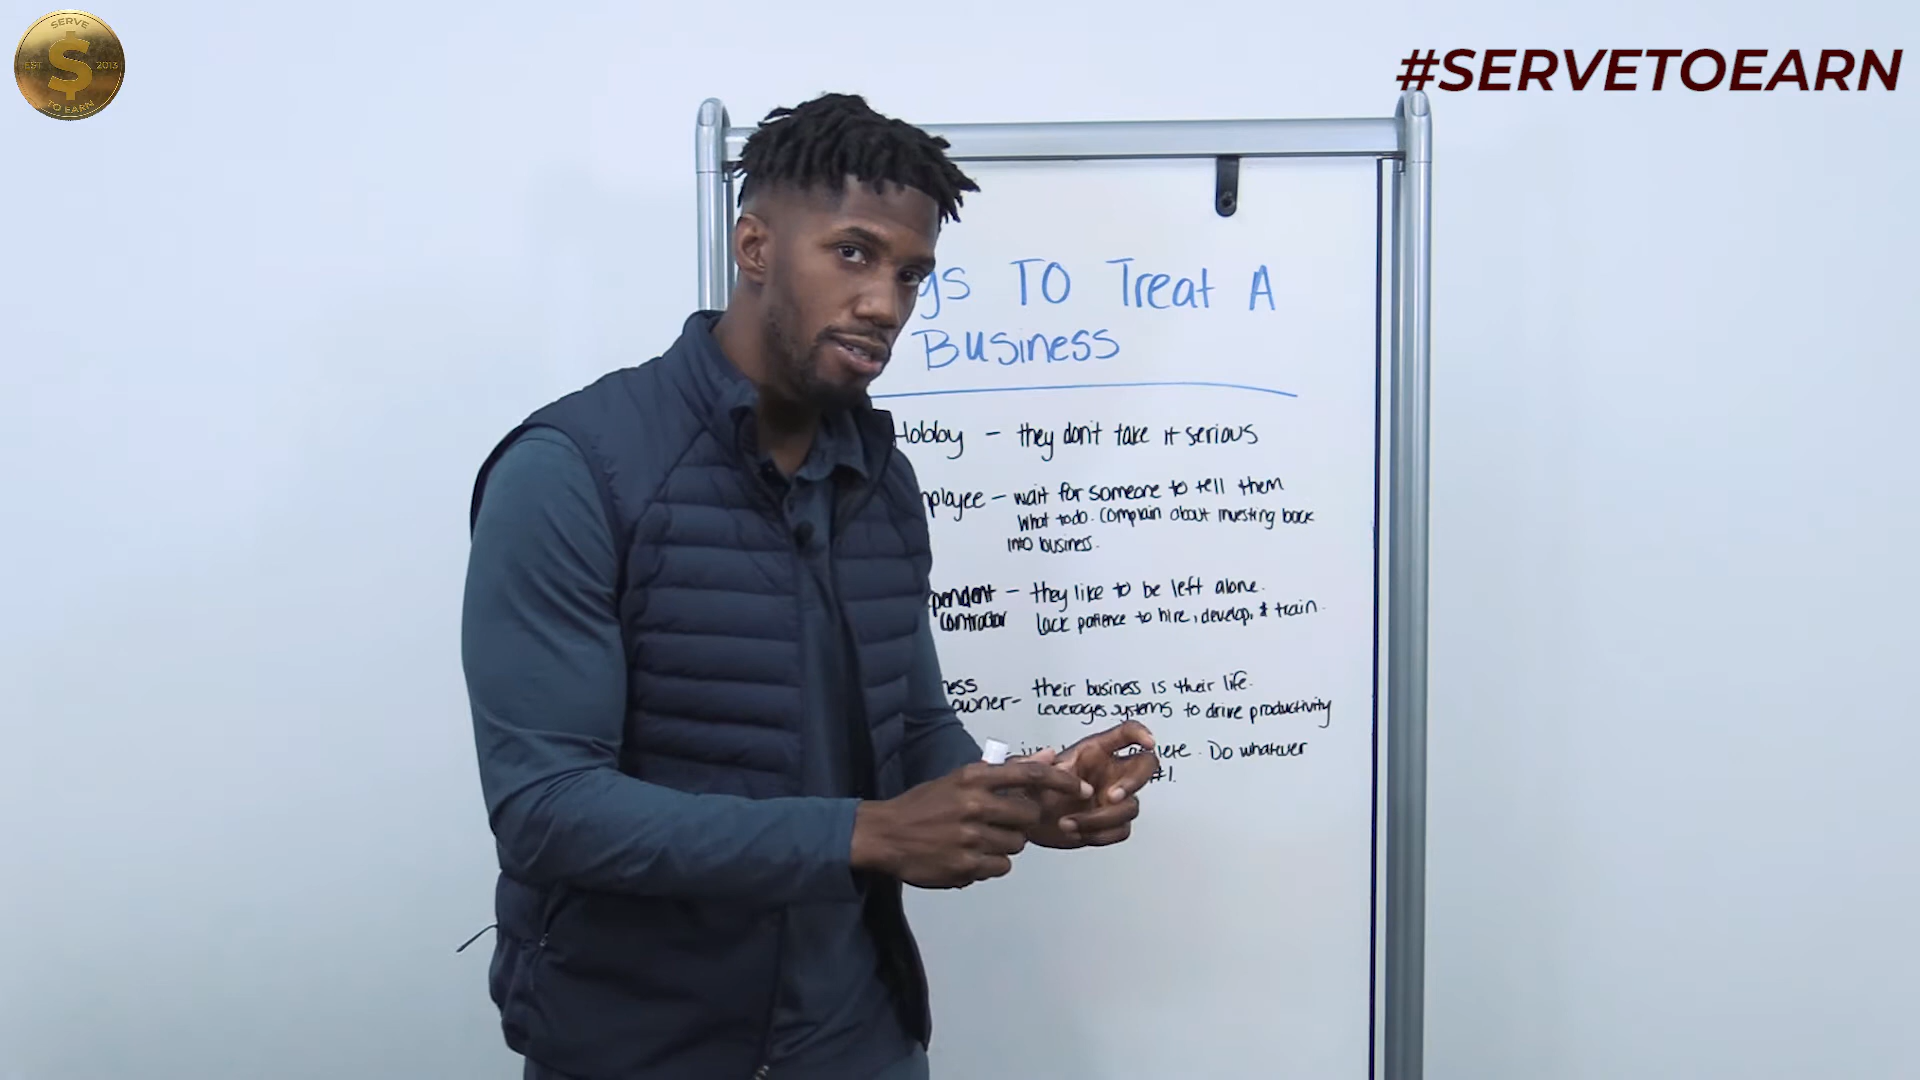 SERVE
$
EST. 2013
TO EARN
#SERVETOEARN
TO Treat A
Business
Hobby - they don't take it serious
- wait for someone to tell them
what to do. Complain about investing back
into business.
- they like to be left alone.
contractor lack patience to hire, develop, & train.
their business is their life.
owner- Leverages systems to drive productivity
Do whatever
#1.